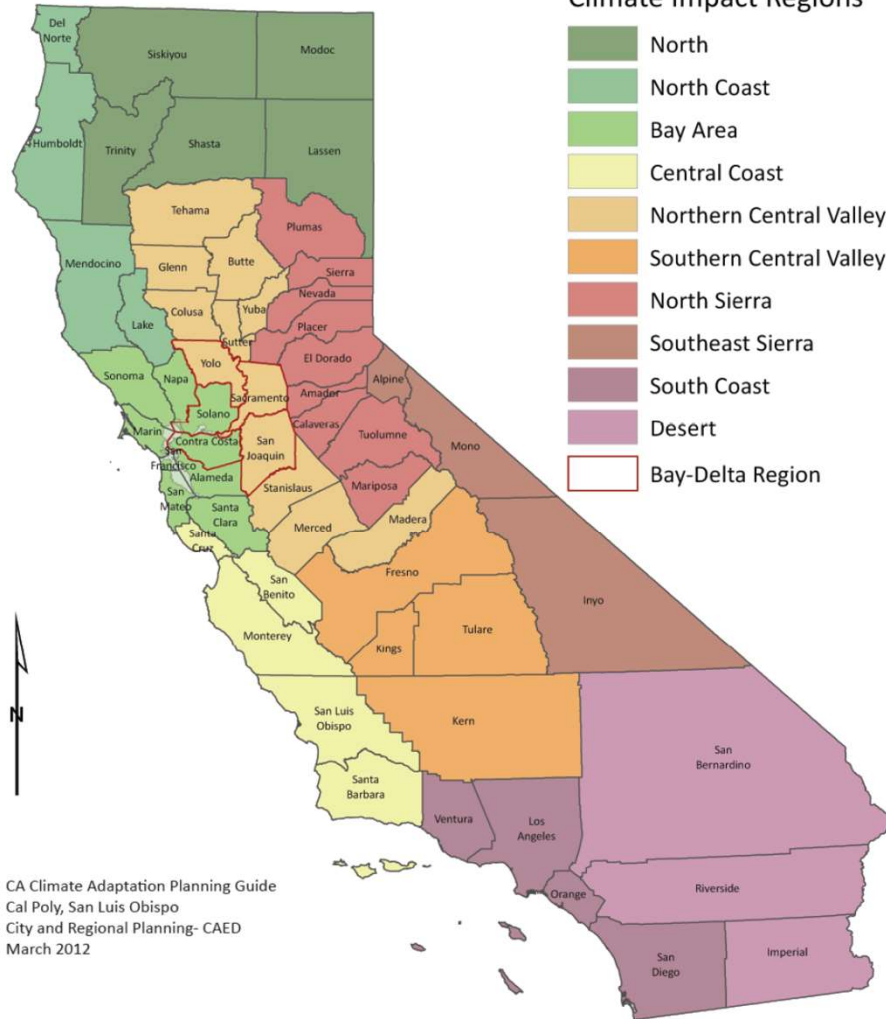 Climate Impact Regions
North
North Coast
Bay Area
Central Coast
Northern Central Valley
Southern Central Valley
North Sierra
Southeast Sierra
South Coast
Desert
Bay-Delta Region
Del
Norte
Siskiyou
Modoc
Humboldt
Trinity
Shasta
Lassen
Tehama
Plumas
Mendocino
Glenn
Butte
Sierra
Nevada
Lake
Colusa
Yuba
Sutter
Placer
Sonoma
Napa
Yolo
El Dorado
Sacramento
Alpine
Solano
Amador
Marin
Contra Costa
San
Joaquin
Calaveras
Tuolumne
Mono
San
Francisco
Alameda
Stanislaus
Mariposa
San
Mateo
Santa
Clara
Merced
Madera
Santa
Cruz
San
Benito
Fresno
Inyo
Monterey
Kings
Tulare
San Luis
Obispo
Kern
San
Bernardino
Santa
Barbara
Ventura
Los
Angeles
Orange
Riverside
San
Diego
Imperial
N
CA Climate Adaptation Planning Guide
Cal Poly, San Luis Obispo
City and Regional Planning- CAED
March 2012